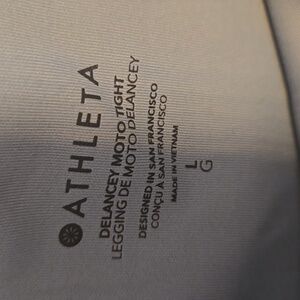 ATHLETA
DELANCEY MOTO TIGHT
LEGGING DE MOTO DELANCEY
DESIGNED IN SAN FRANCISCO
CONÇU À SAN FRANCISCO
MADE IN VIETNAM
L
G